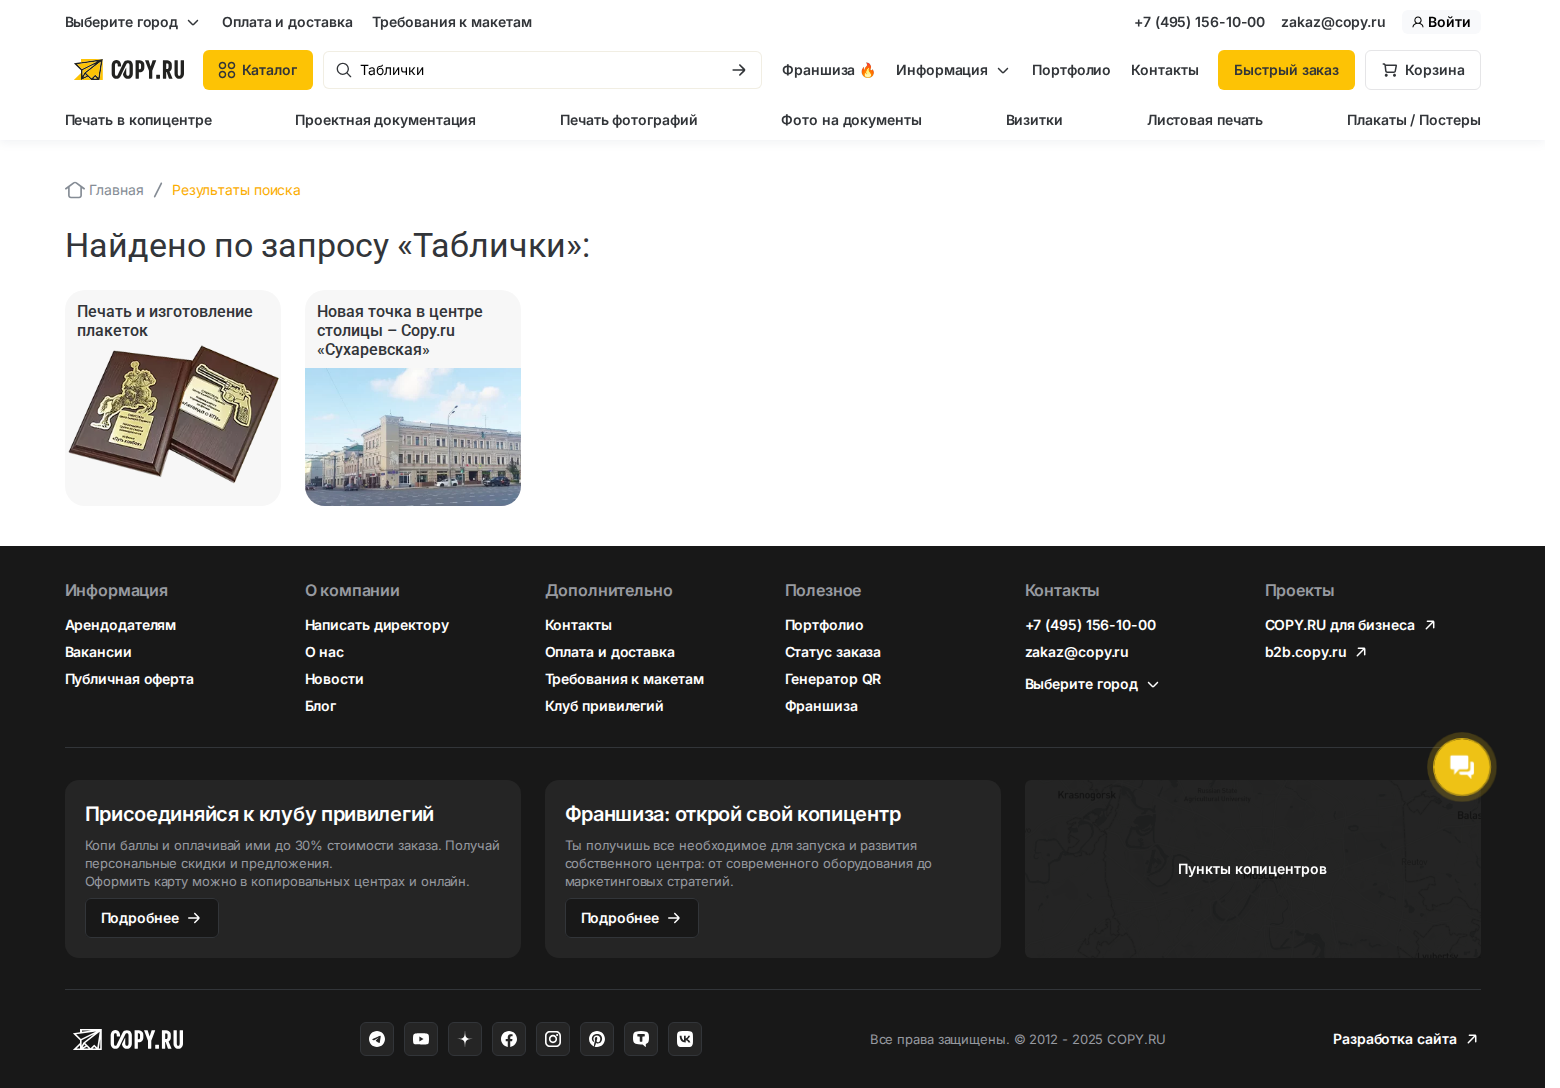 Выберите город
Оплата и доставка
Требования к макетам
+7 (495) 156-10-00
zakaz@copy.ru
Войти
COPY.RU
Каталог
Таблички
Франшиза 🔥
Информация
Портфолио
Контакты
Быстрый заказ
Корзина
Печать в копицентре
Проектная документация
Печать фотографий
Фото на документы
Визитки
Листовая печать
Плакаты / Постеры
Главная / Результаты поиска
Найдено по запросу «Таблички»:
Печать и изготовление
плакеток
Новая точка в центре
столицы – Copy.ru
«Сухаревская»
Информация
Арендодателям
Вакансии
Публичная оферта
О компании
Написать директору
О нас
Новости
Блог
Дополнительно
Контакты
Оплата и доставка
Требования к макетам
Клуб привилегий
Полезное
Портфолио
Статус заказа
Генератор QR
Франшиза
Контакты
+7 (495) 156-10-00
zakaz@copy.ru
Выберите город
Проекты
COPY.RU для бизнеса
b2b.copy.ru
Присоединяйся к клубу привилегий
Копи баллы и оплачивай ими до 30% стоимости заказа. Получай
персональные скидки и предложения.
Оформить карту можно в копировальных центрах и онлайн.
Подробнее
Франшиза: открой свой копицентр
Ты получишь все необходимое для запуска и развития
собственного центра: от современного оборудования до
маркетинговых стратегий.
Подробнее
Krasnogorsk
Пункты копицентров
COPY.RU
Все права защищены. © 2012 - 2025 COPY.RU
Разработка сайта